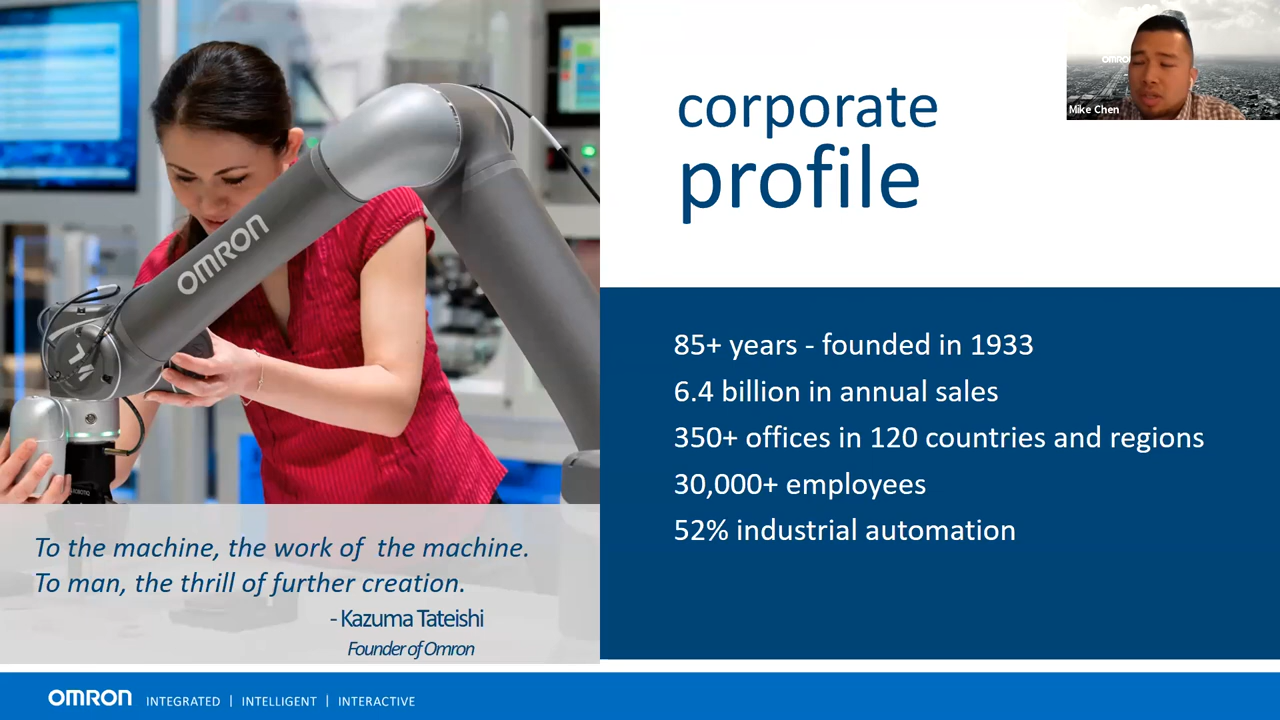 OMRON
To the machine, the work of the machine.
To man, the thrill of further creation.
- Kazuma Tateishi
Founder of Omron
corporate
profile
OMRON
Mike Chen
85+ years - founded in 1933
6.4 billion in annual sales
350+ offices in 120 countries and regions
30,000+ employees
52% industrial automation
OMRON INTEGRATED | INTELLIGENT | INTERACTIVE